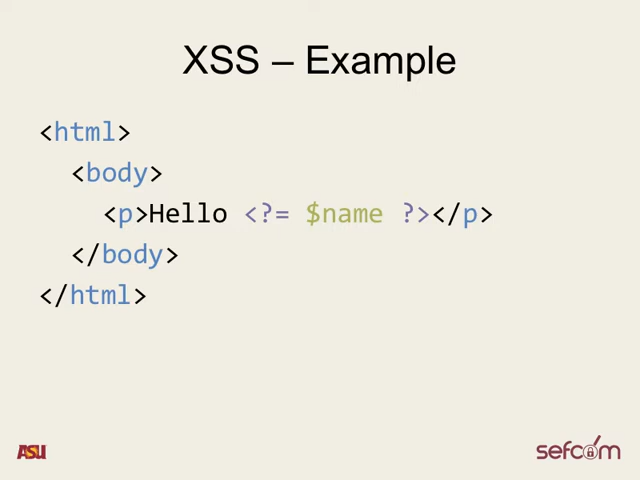 XSS – Example
<html>
<body>
<p>Hello <?= $name ?></p>
</body>
</html>
ASU
sefcom